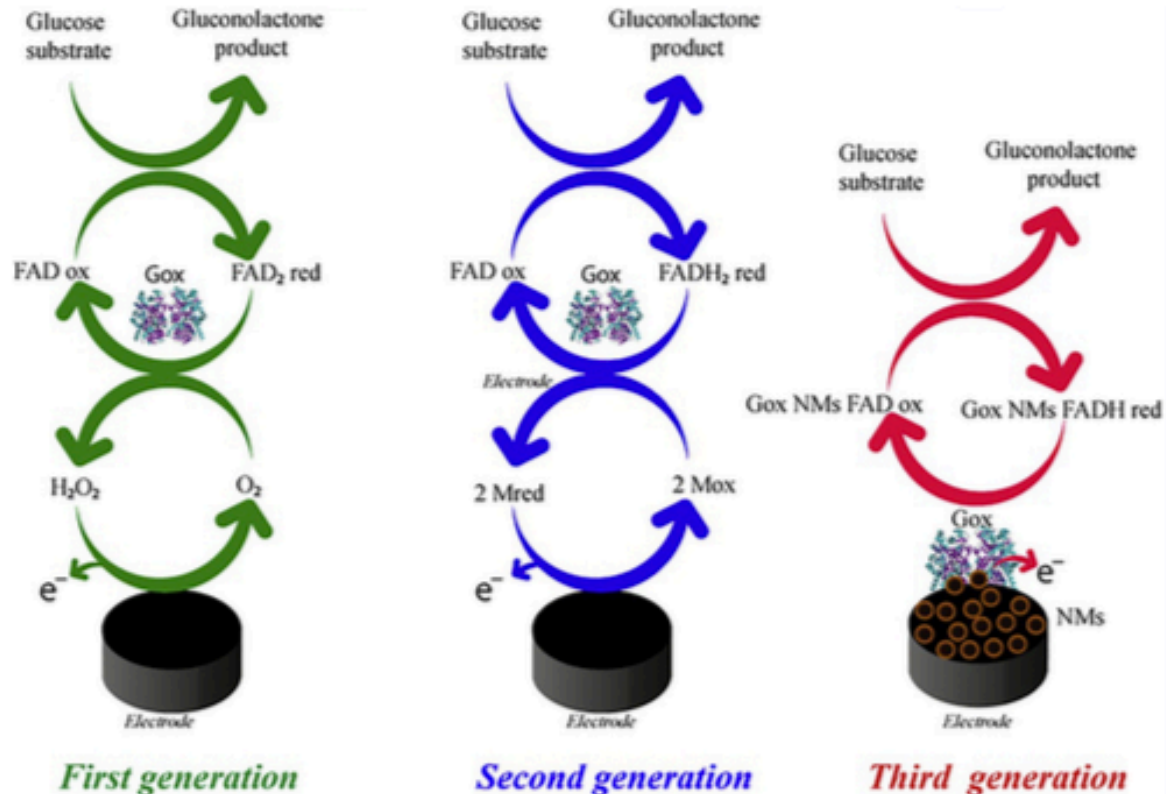 Glucose
substrate
Gluconolactone
product
FAD ox
Gox
FAD₂ red
H₂O₂
O₂
e⁻
Electrode
First generation
Glucose
substrate
Gluconolactone
product
FAD ox
Gox
FADH₂ red
Electrode
2 Mred
2 Mox
e⁻
Electrode
Second generation
Glucose
substrate
Gluconolactone
product
Gox NMs FAD ox
Gox NMs FADH red
Gox
e⁻
NMs
Electrode
Third generation